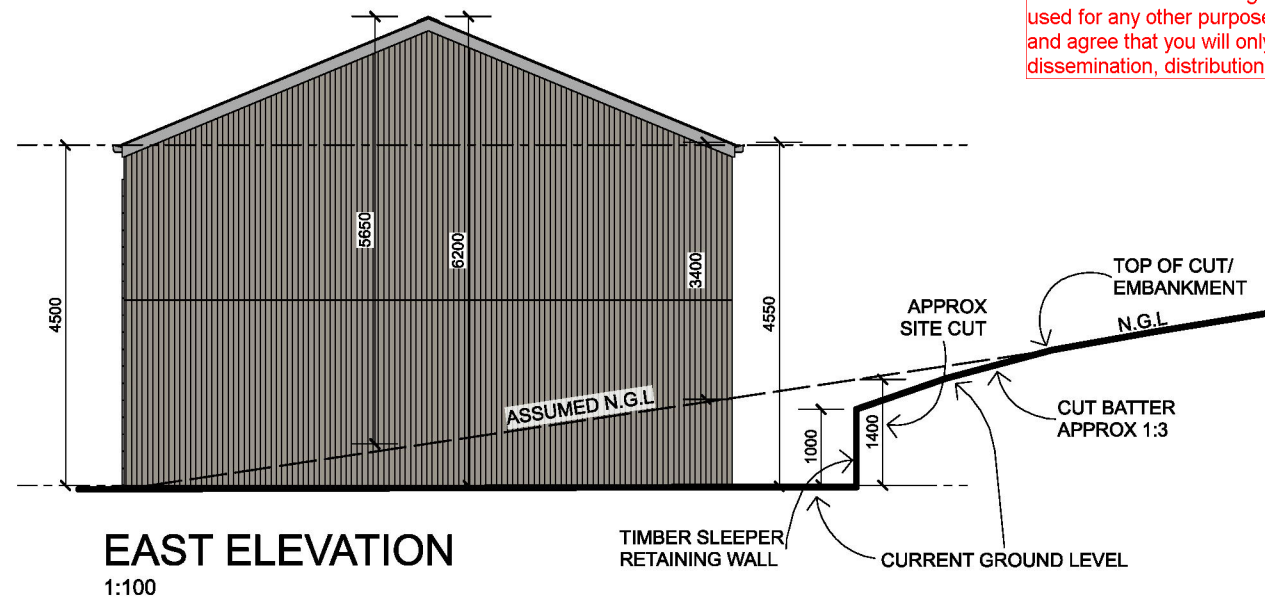 used for any other purpose
and agree that you will only
dissemination, distribution
5650
6200
3400
4500
4550
TOP OF CUT/
EMBANKMENT
APPROX
SITE CUT
N.G.L
ASSUMED N.G.L
1000
1400
CUT BATTER
APPROX 1:3
TIMBER SLEEPER
RETAINING WALL
CURRENT GROUND LEVEL
EAST ELEVATION
1:100